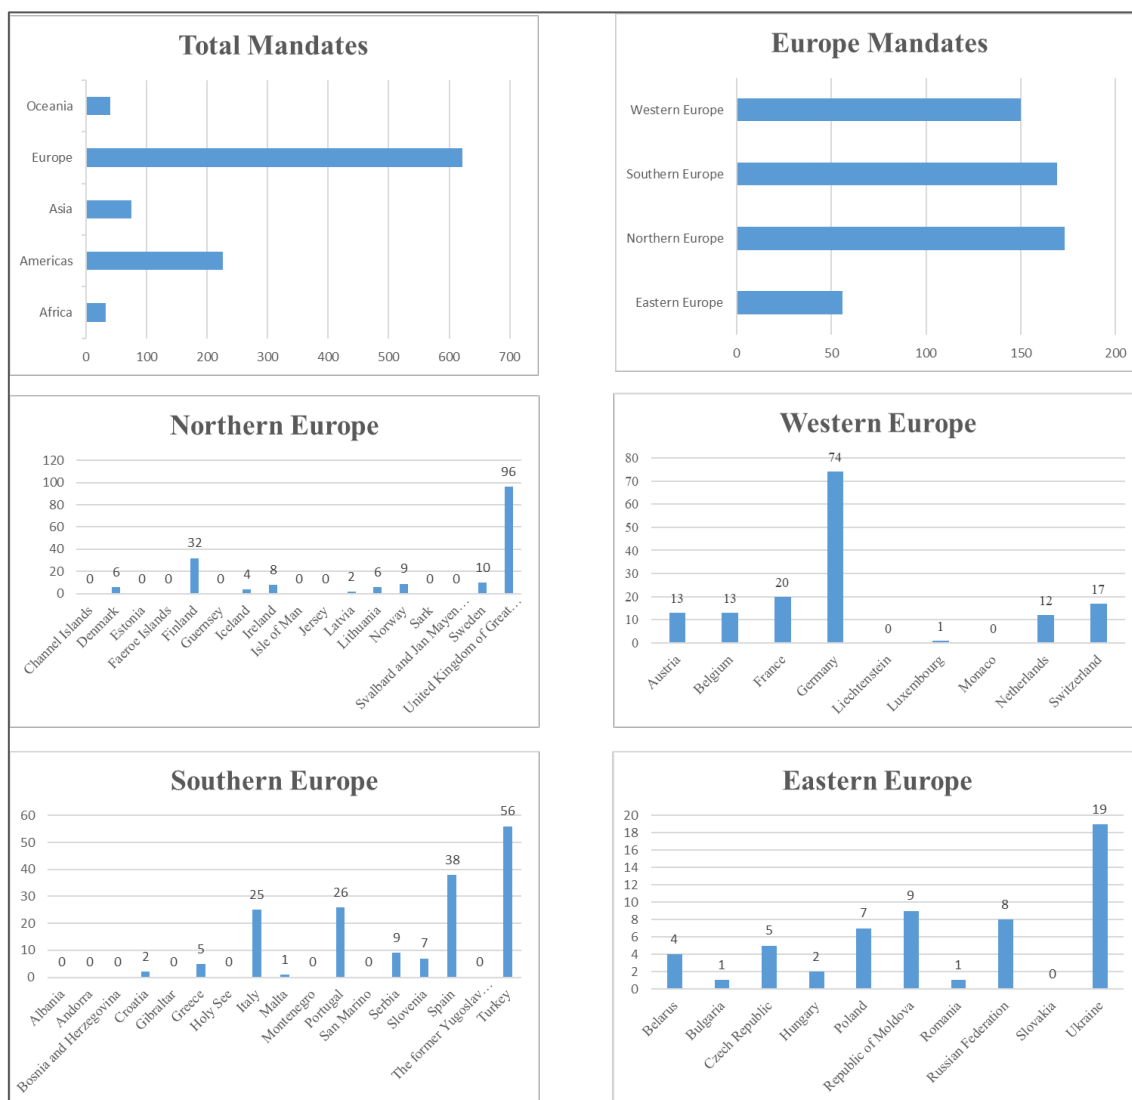 Total Mandates
Oceania
Europe
Asia
Americas
Africa
0 100 200 300 400 500 600 700
Europe Mandates
Western Europe
Southern Europe
Northern Europe
Eastern Europe
0 50 100 150 200
Northern Europe
120
100
80
60
40
20
0
0 6 0 0 32 0 4 8 0 0 2 6 9 0 0 10 96
Channel Islands
Denmark
Estonia
Faeroe Islands
Finland
Guernsey
Iceland
Ireland
Isle of Man
Jersey
Latvia
Lithuania
Norway
Sark
Svalbard and Jan Mayen…
Sweden
United Kingdom of Great…
Western Europe
80
70
60
50
40
30
20
10
0
13 13 20 74 0 1 0 12 17
Austria
Belgium
France
Germany
Liechtenstein
Luxembourg
Monaco
Netherlands
Switzerland
Southern Europe
60
50
40
30
20
10
0
0 0 0 2 0 5 0 25 1 0 26 0 9 7 38 0 56
Albania
Andorra
Bosnia and Herzegovina
Croatia
Gibraltar
Greece
Holy See
Italy
Malta
Montenegro
Portugal
San Marino
Serbia
Slovenia
Spain
The former Yugoslav…
Turkey
Eastern Europe
20
18
16
14
12
10
8
6
4
2
0
4 1 5 2 7 9 1 8 0 19
Belarus
Bulgaria
Czech Republic
Hungary
Poland
Republic of Moldova
Romania
Russian Federation
Slovakia
Ukraine